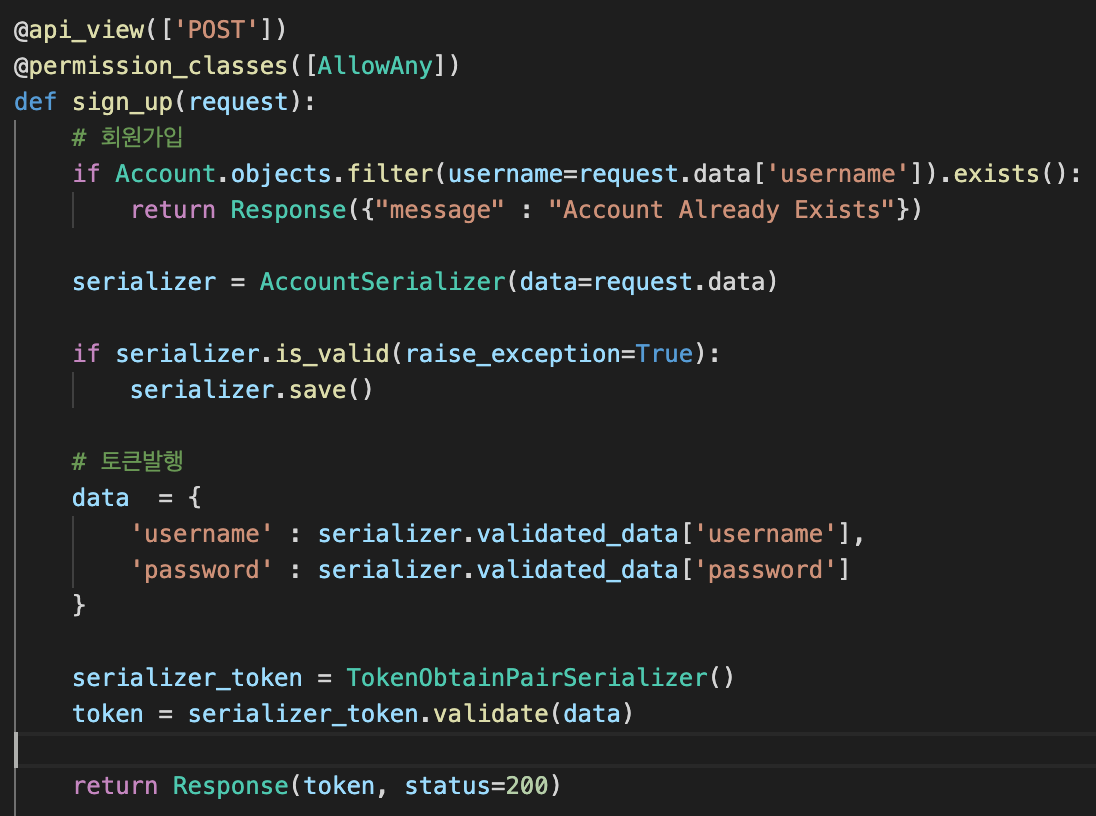 @api_view(['POST'])
@permission_classes([AllowAny])
def sign_up(request):
    # 회원가입
    if Account.objects.filter(username=request.data['username']).exists():
        return Response({"message" : "Account Already Exists"})
    serializer = AccountSerializer(data=request.data)
    if serializer.is_valid(raise_exception=True):
        serializer.save()
    # 토큰발행
    data  = {
        'username' : serializer.validated_data['username'],
        'password' : serializer.validated_data['password']
    }
    serializer_token = TokenObtainPairSerializer()
    token = serializer_token.validate(data)
    return Response(token, status=200)